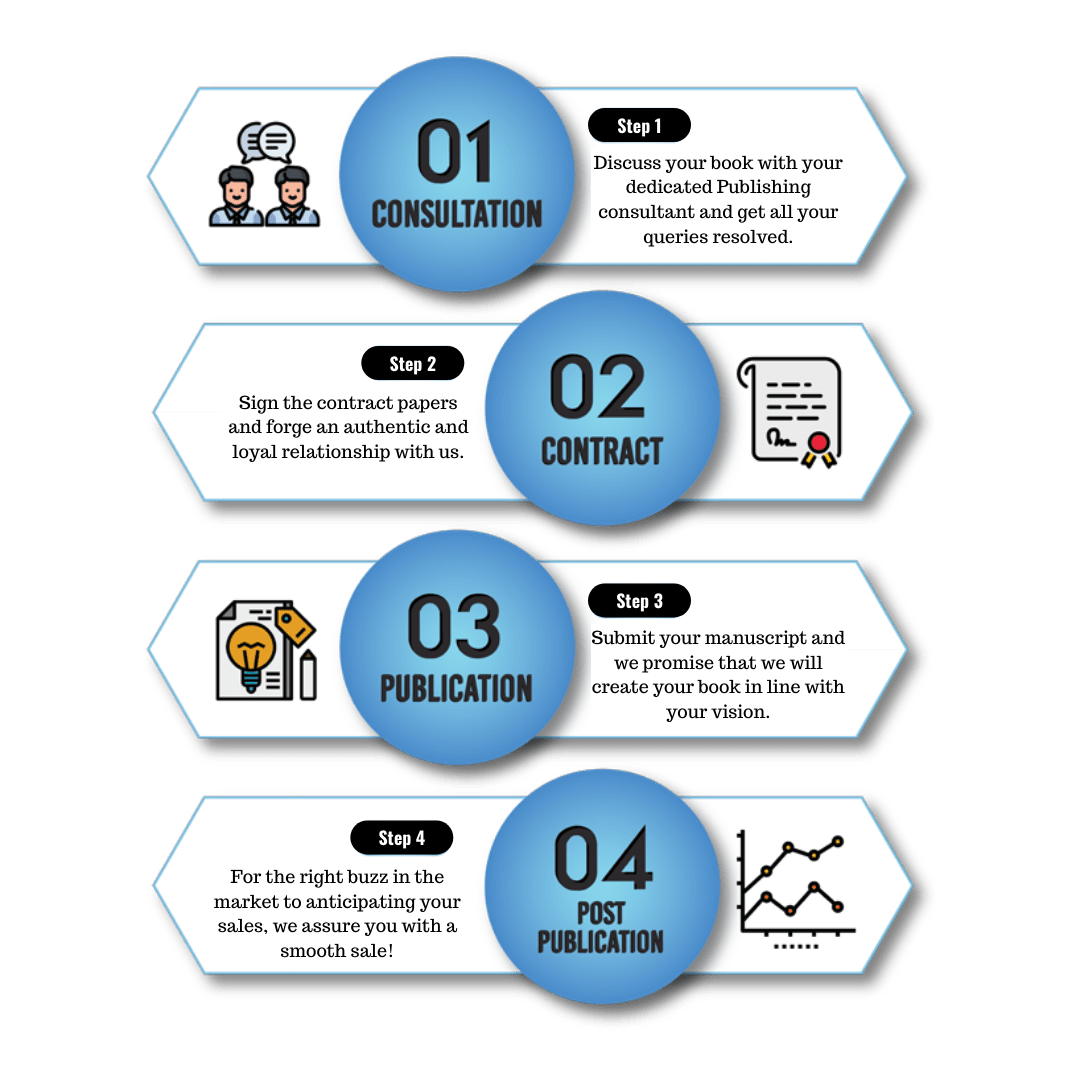 01
CONSULTATION
Step 1
Discuss your book with your
dedicated Publishing
consultant and get all your
queries resolved.
Step 2
Sign the contract papers
and forge an authentic and
loyal relationship with us.
02
CONTRACT
03
PUBLICATION
Step 3
Submit your manuscript and
we promise that we will
create your book in line with
your vision.
Step 4
For the right buzz in the
market to anticipating your
sales, we assure you with a
smooth sale!
04
POST
PUBLICATION